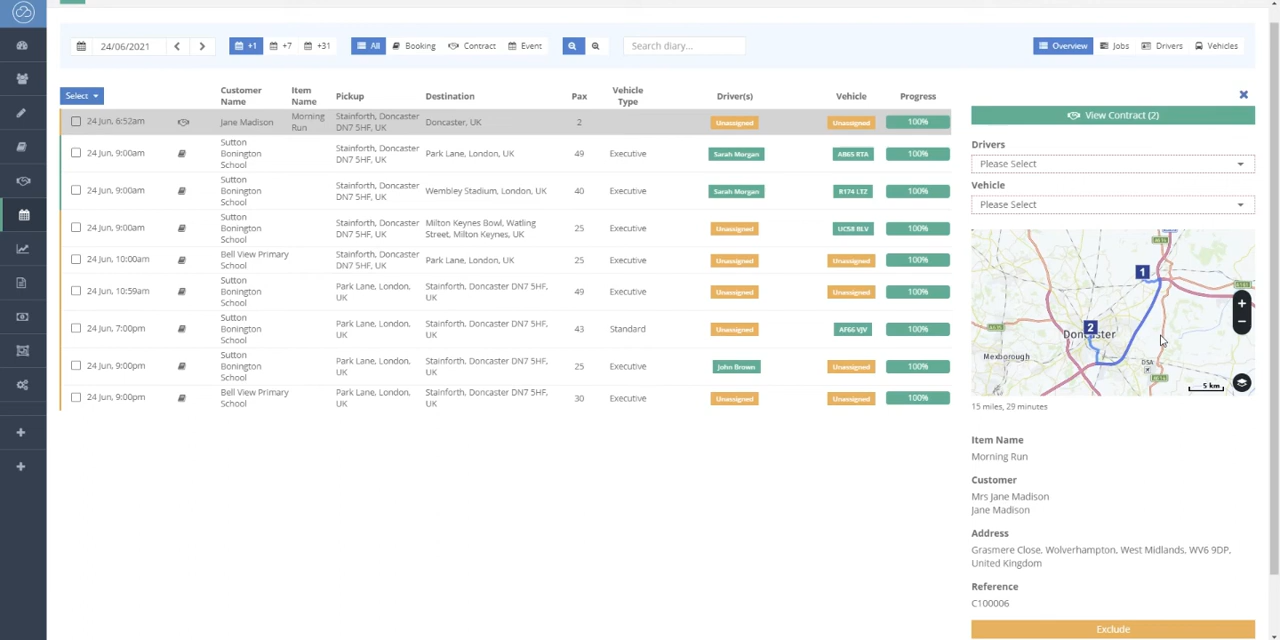 24/06/2021 +1 +7 +31 All Booking Contract Event Search diary... Overview Jobs Drivers Vehicles
Select
Customer Name Item Name Pickup Destination Pax Vehicle Type Driver(s) Vehicle Progress
24 Jun, 6:52am Jane Madison Morning Run Stainforth, Doncaster DN7 5HF, UK Doncaster, UK 2 Unassigned Unassigned 100%
24 Jun, 9:00am Sutton Bonington School Stainforth, Doncaster DN7 5HF, UK Park Lane, London, UK 49 Executive Sarah Morgan AB65 RTA 100%
24 Jun, 9:00am Sutton Bonington School Stainforth, Doncaster DN7 5HF, UK Wembley Stadium, London, UK 40 Executive Sarah Morgan R174 LTZ 100%
24 Jun, 9:00am Sutton Bonington School Stainforth, Doncaster DN7 5HF, UK Milton Keynes Bowl, Watling Street, Milton Keynes, UK 25 Executive Unassigned UC58 BLV 100%
24 Jun, 10:00am Bell View Primary School Stainforth, Doncaster DN7 5HF, UK Park Lane, London, UK 25 Executive Unassigned Unassigned 100%
24 Jun, 10:59am Sutton Bonington School Park Lane, London, UK Stainforth, Doncaster DN7 5HF, UK 49 Executive Unassigned Unassigned 100%
24 Jun, 7:00pm Sutton Bonington School Park Lane, London, UK Stainforth, Doncaster DN7 5HF, UK 43 Standard Unassigned AF66 VJV 100%
24 Jun, 9:00pm Sutton Bonington School Park Lane, London, UK Stainforth, Doncaster DN7 5HF, UK 25 Executive John Brown Unassigned 100%
24 Jun, 9:00pm Bell View Primary School Park Lane, London, UK Stainforth, Doncaster DN7 5HF, UK 30 Executive Unassigned Unassigned 100%
View Contract (2)
Drivers
Please Select
Vehicle
Please Select
1
2
Doncaster
Mexborough
DSA
5 km
15 miles, 29 minutes
Item Name
Morning Run
Customer
Mrs Jane Madison
Jane Madison
Address
Grasmere Close, Wolverhampton, West Midlands, WV6 9DP,
United Kingdom
Reference
C100006
Exclude